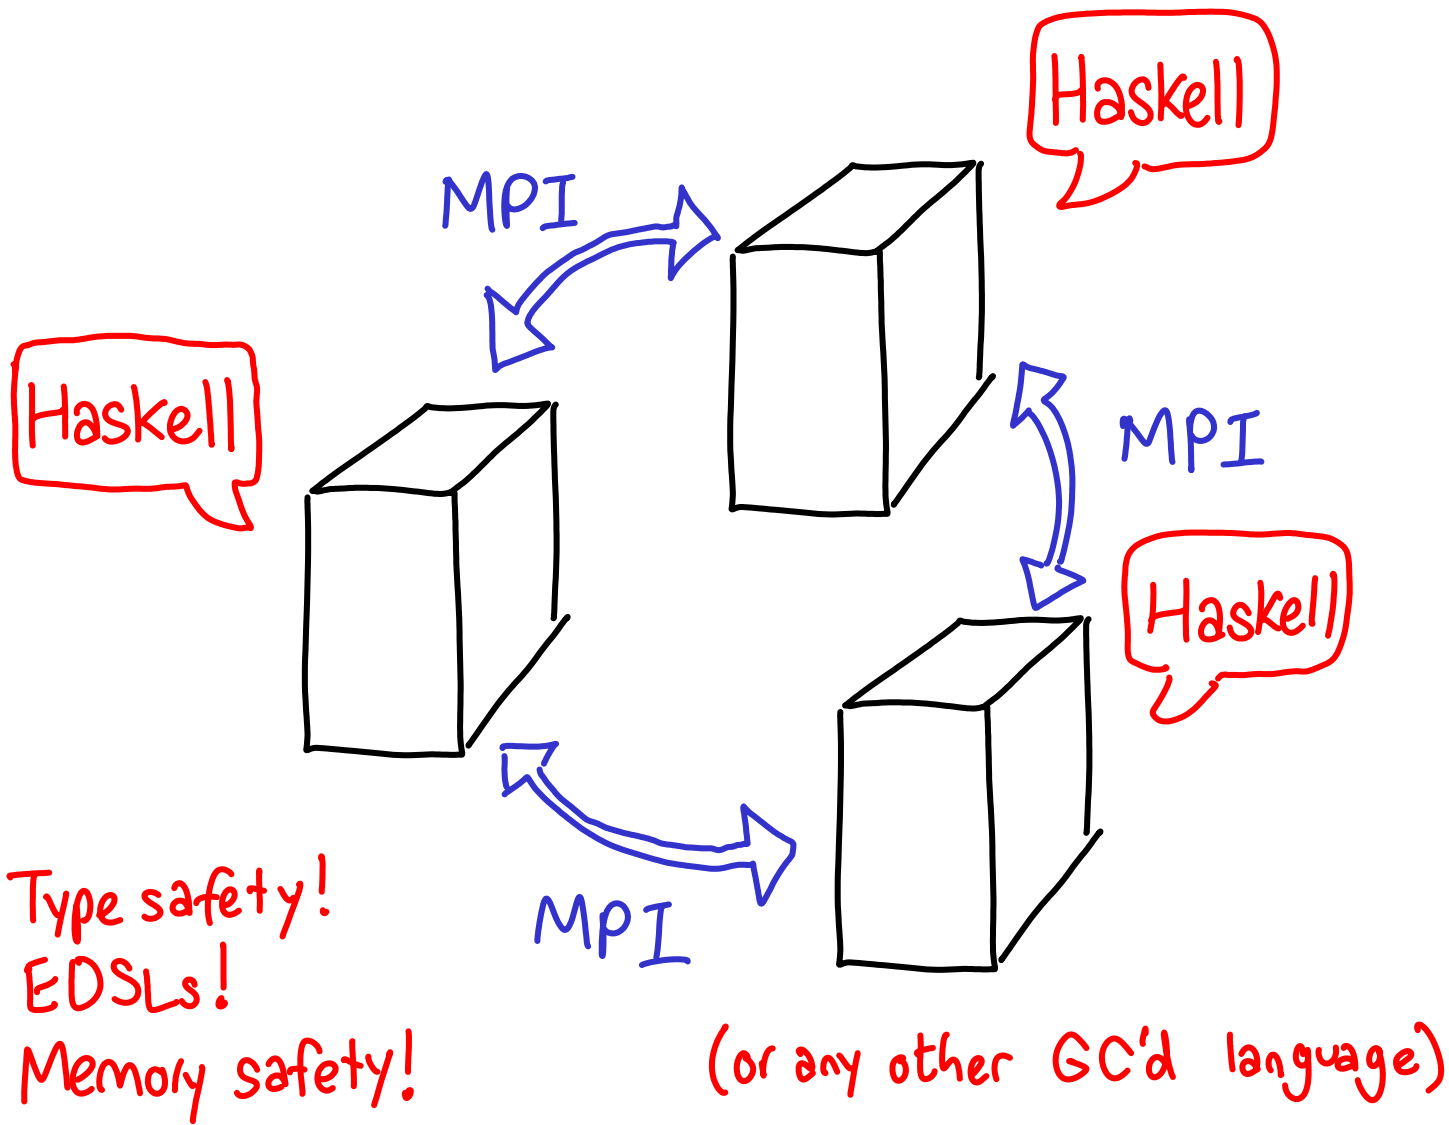 Haskell
MPI
Haskell
MPI
Haskell
MPI
Type safety!
EDSLs!
Memory safety!
(or any other GC'd language)